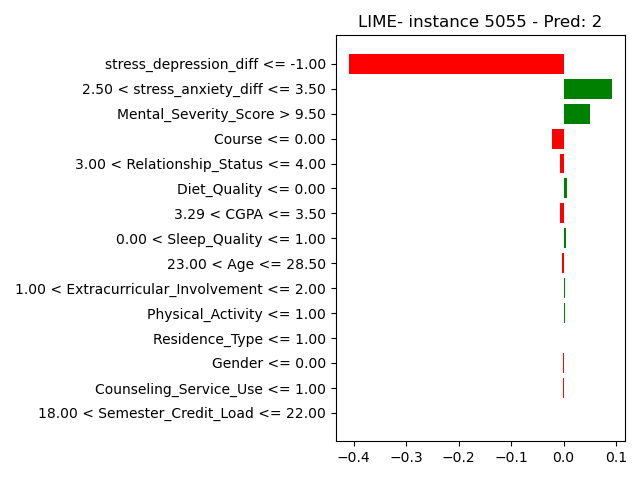 LIME- instance 5055 - Pred: 2
stress_depression_diff <= -1.00
2.50 < stress_anxiety_diff <= 3.50
Mental_Severity_Score > 9.50
Course <= 0.00
3.00 < Relationship_Status <= 4.00
Diet_Quality <= 0.00
3.29 < CGPA <= 3.50
0.00 < Sleep_Quality <= 1.00
23.00 < Age <= 28.50
1.00 < Extracurricular_Involvement <= 2.00
Physical_Activity <= 1.00
Residence_Type <= 1.00
Gender <= 0.00
Counseling_Service_Use <= 1.00
18.00 < Semester_Credit_Load <= 22.00
−0.4 −0.3 −0.2 −0.1 0.0 0.1